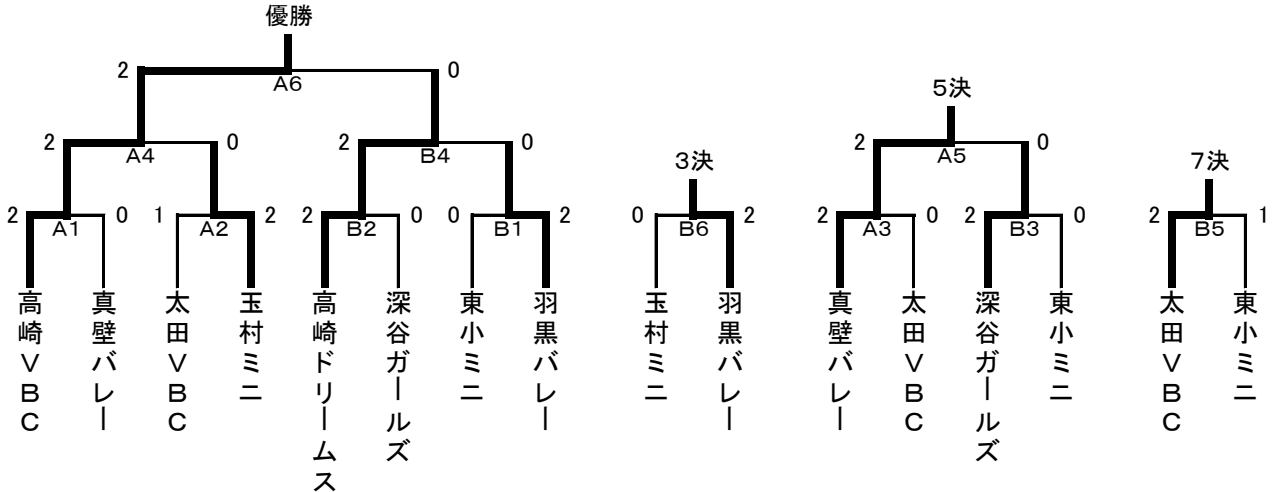 優勝
2 A6 0
5決
2 A4 0 2 B4 0
2 A5 0
3決
7決
2 A1 0 1 A2 2 2 B2 0 0 B1 2
0 B6 2
2 A3 0 2 B3 0
2 B5 1
高崎VBC
真壁バレー
太田VBC
玉村ミニ
高崎ドリームス
深谷ガールズ
東小ミニ
羽黒バレー
玉村ミニ
羽黒バレー
真壁バレー
太田VBC
深谷ガールズ
東小ミニ
太田VBC
東小ミニ